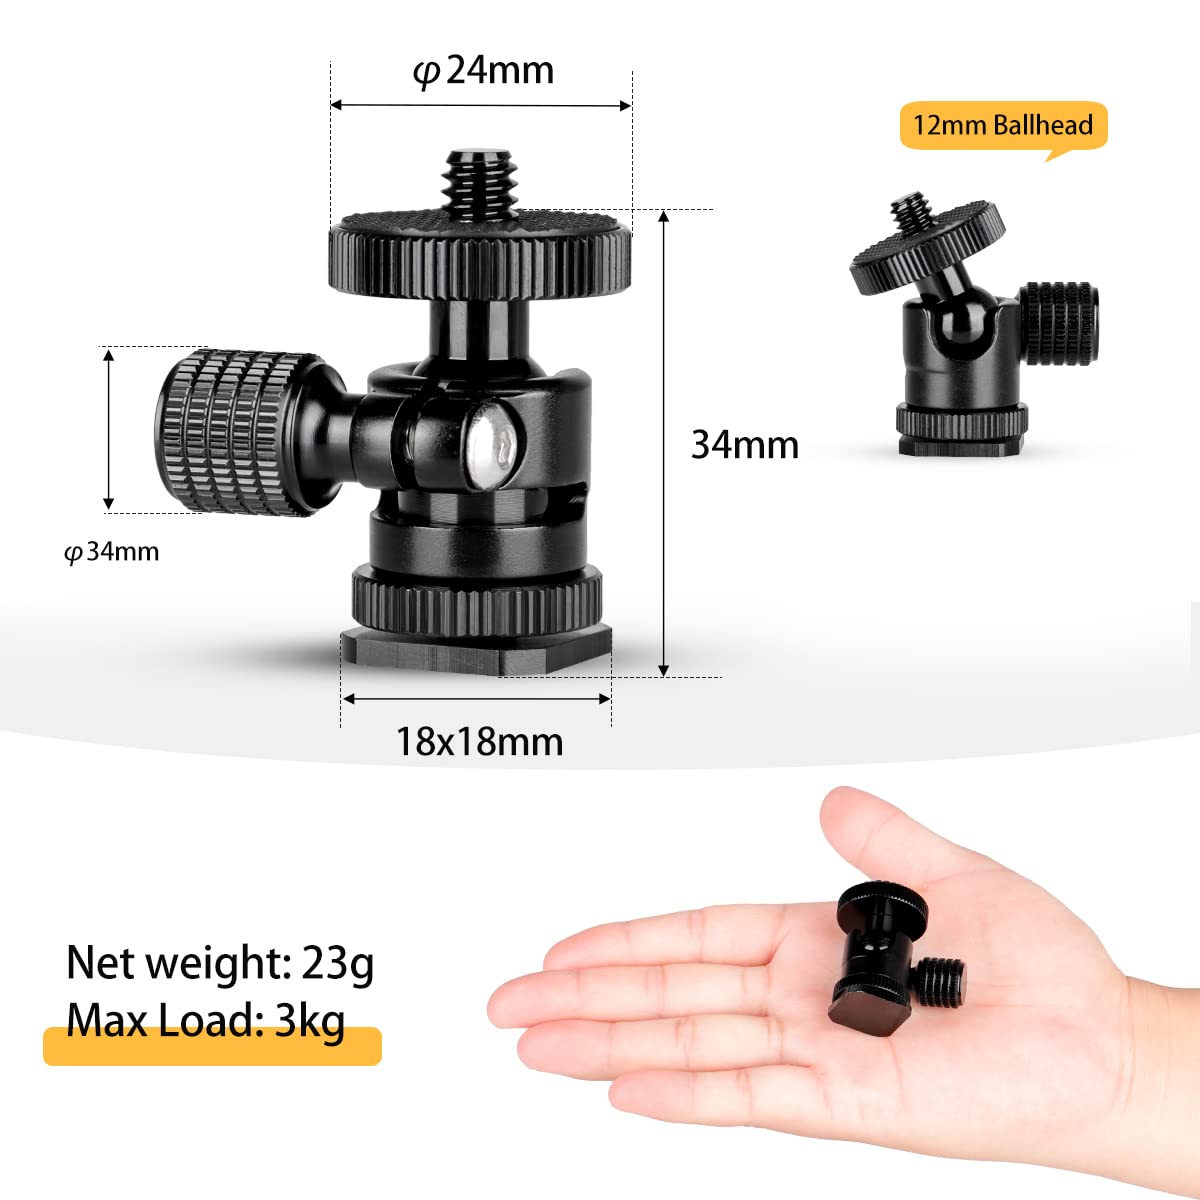 φ24mm
12mm Ballhead
34mm
φ34mm
18x18mm
Net weight: 23g
Max Load: 3kg